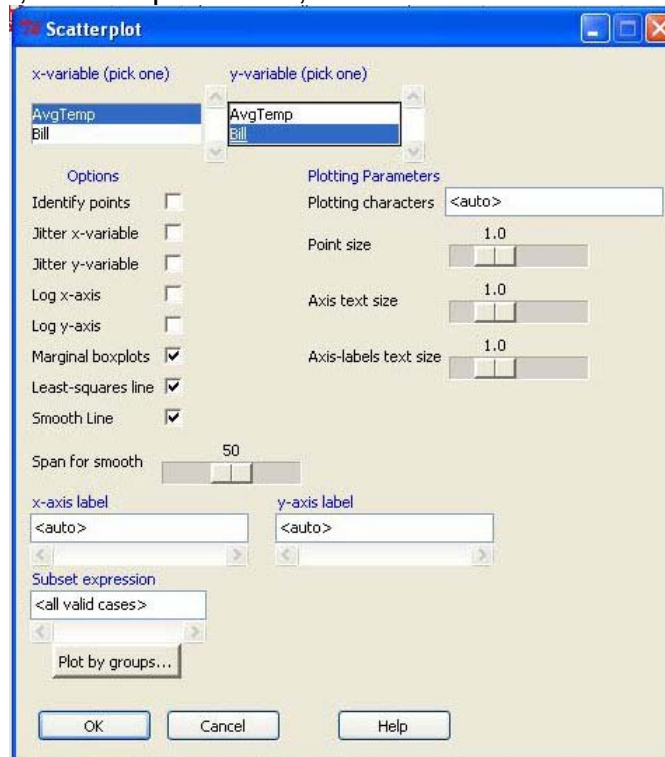 Scatterplot
x-variable (pick one) y-variable (pick one)
AvgTemp AvgTemp
Bill Bill
Options Plotting Parameters
Identify points Plotting characters <auto>
Jitter x-variable 1.0
Point size
Jitter y-variable
Log x-axis 1.0
Axis text size
Log y-axis
Marginal boxplots 1.0
Axis-labels text size
Least-squares line
Smooth Line
Span for smooth 50
x-axis label y-axis label
<auto> <auto>
Subset expression
<all valid cases>
Plot by groups...
OK Cancel Help